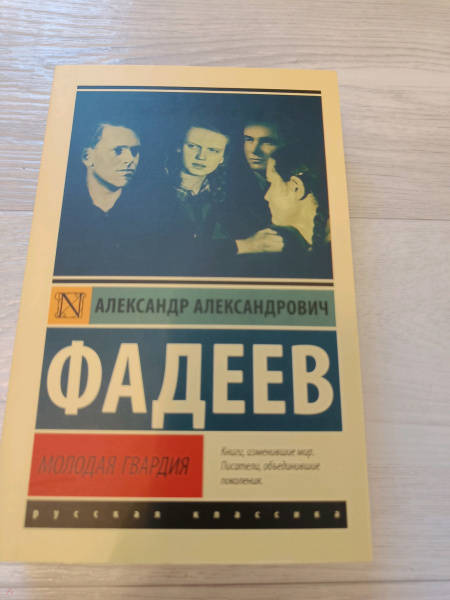 N
АЛЕКСАНДР АЛЕКСАНДРОВИЧ
ФАДЕЕВ
МОЛОДАЯ ГВАРДИЯ
Книги, изменившие мир.
Писатели, объединившие
поколения.
русская классика